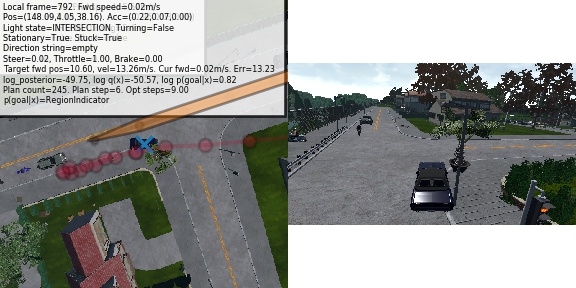 Local frame=792. Fwd speed=0.02m/s
Pos=(148.09,4.05,38.16). Acc=(0.22,0.07,0.00)
Light state=INTERSECTION. Turning=False
Stationary=True. Stuck=True
Direction string=empty
Steer=0.02, Throttle=1.00, Brake=0.00
Target fwd pos=10.60, vel=13.26m/s. Cur fwd=0.02m/s. Err=13.23
log_posterior=-49.75, log q(x)=-50.57, log p(goal|x)=0.82
Plan count=245. Plan step=6. Opt steps=9.00
p(goal|x)=RegionIndicator